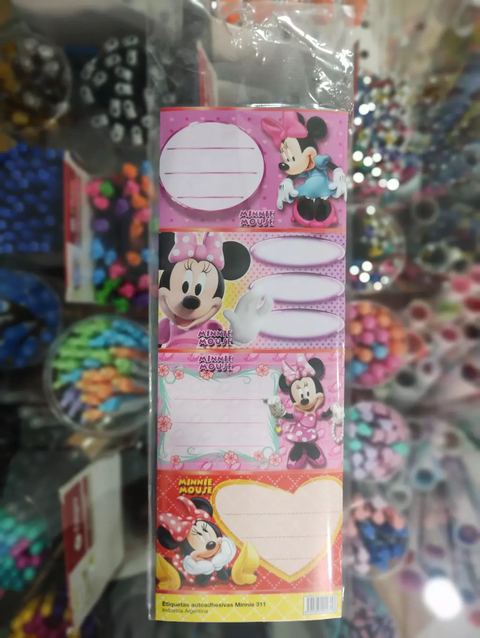 MINNIE
MOUSE
MINNIE
MOUSE
MINNIE
MOUSE
MINNIE
MOUSE
Etiquetas autoadhesivas Minnie 311
Industria Argentina